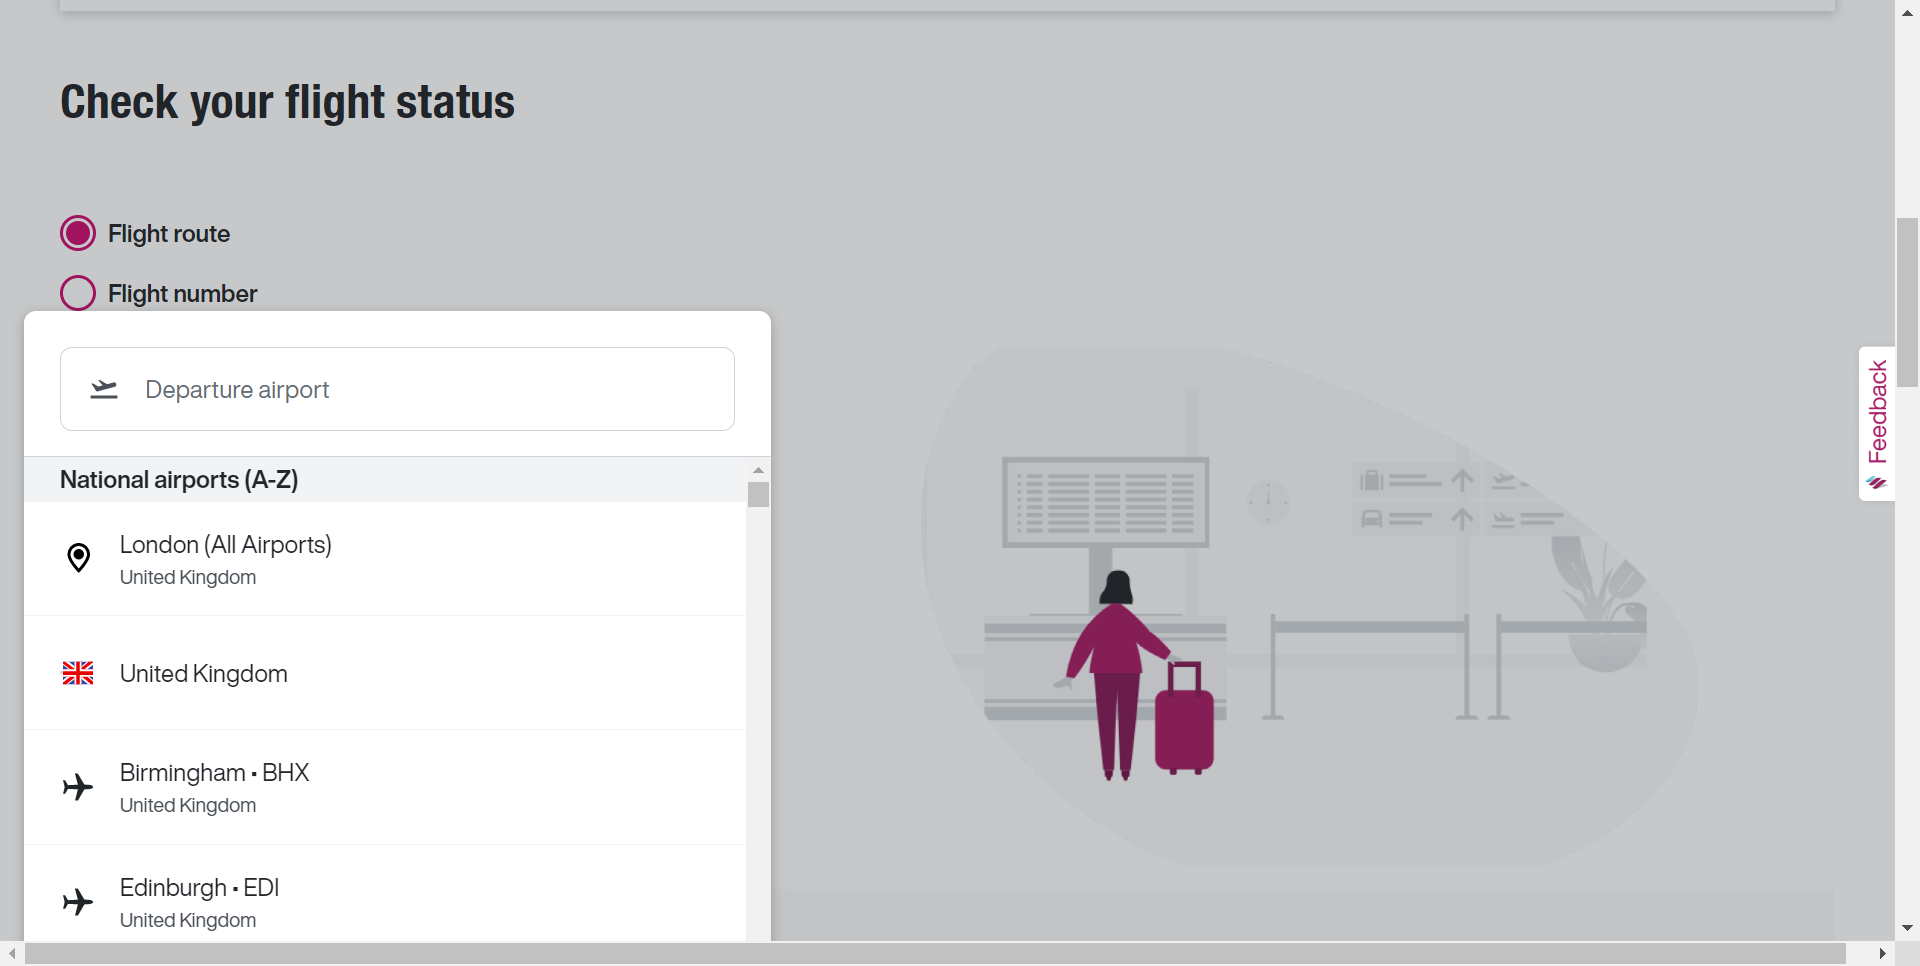 Check your flight status
Flight route
Flight number
Departure airport
National airports (A-Z)
London (All Airports)
United Kingdom
United Kingdom
Birmingham • BHX
United Kingdom
Edinburgh • EDI
United Kingdom
Feedback